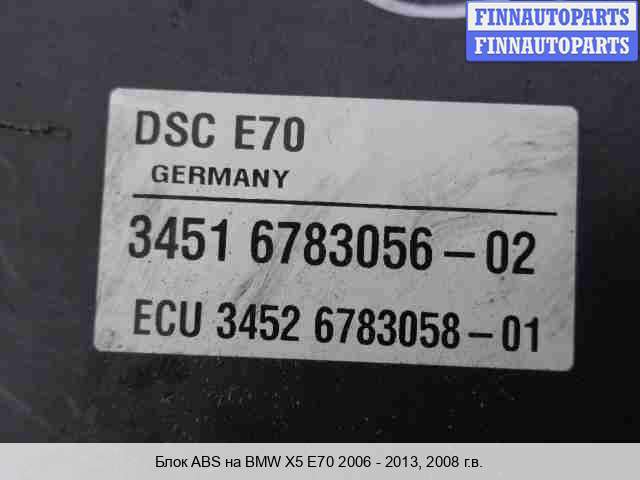 FINNAUTOPARTS
FINNAUTOPARTS
DSC E70
GERMANY
3451 6783056-02
ECU 3452 6783058-01
Блок ABS на BMW X5 E70 2006 - 2013, 2008 г.в.